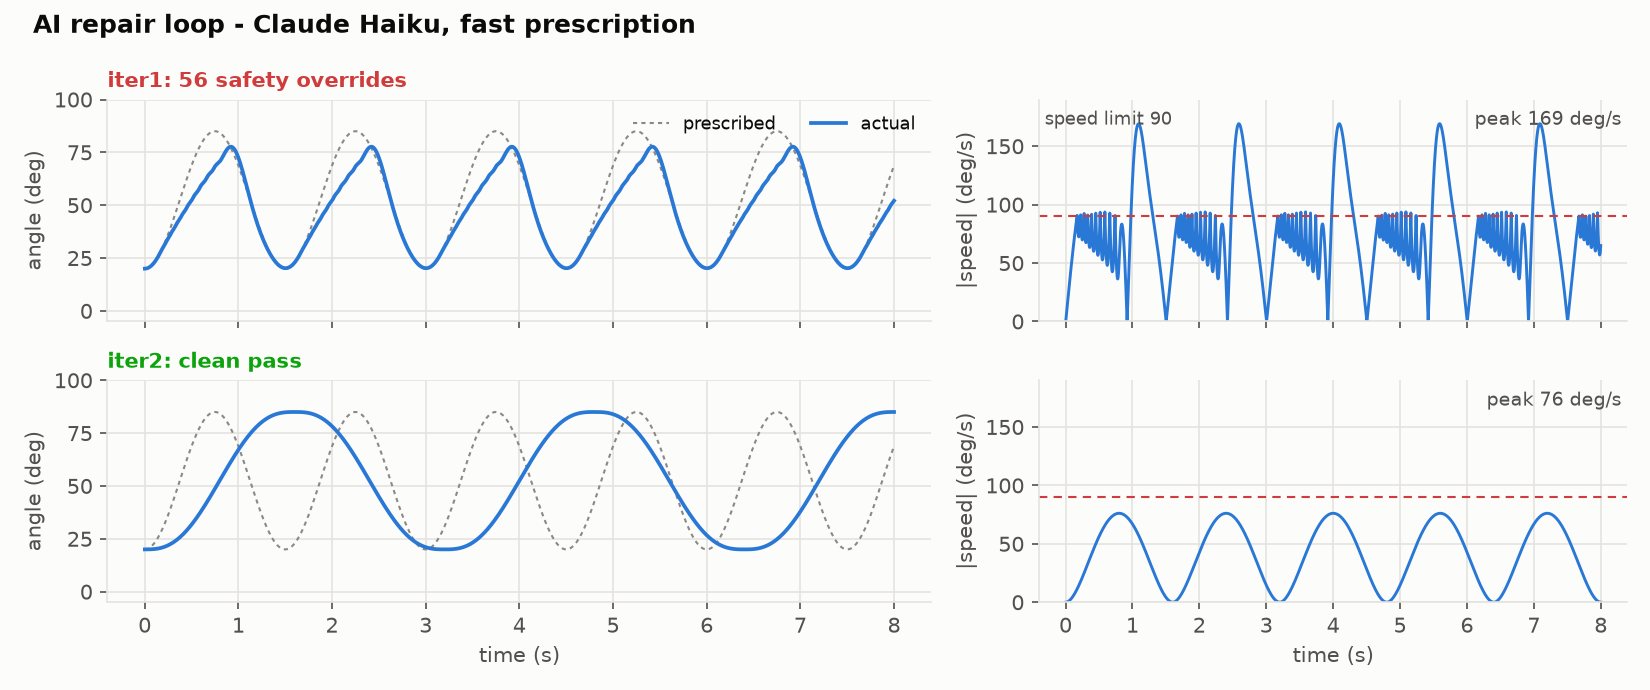 AI repair loop - Claude Haiku, fast prescription
iter1: 56 safety overrides
100
75
50
25
0
angle (deg)
prescribed
actual
speed limit 90
peak 169 deg/s
150
100
50
0
|speed| (deg/s)
iter2: clean pass
100
75
50
25
0
angle (deg)
0 1 2 3 4 5 6 7 8
time (s)
peak 76 deg/s
150
100
50
0
|speed| (deg/s)
0 1 2 3 4 5 6 7 8
time (s)